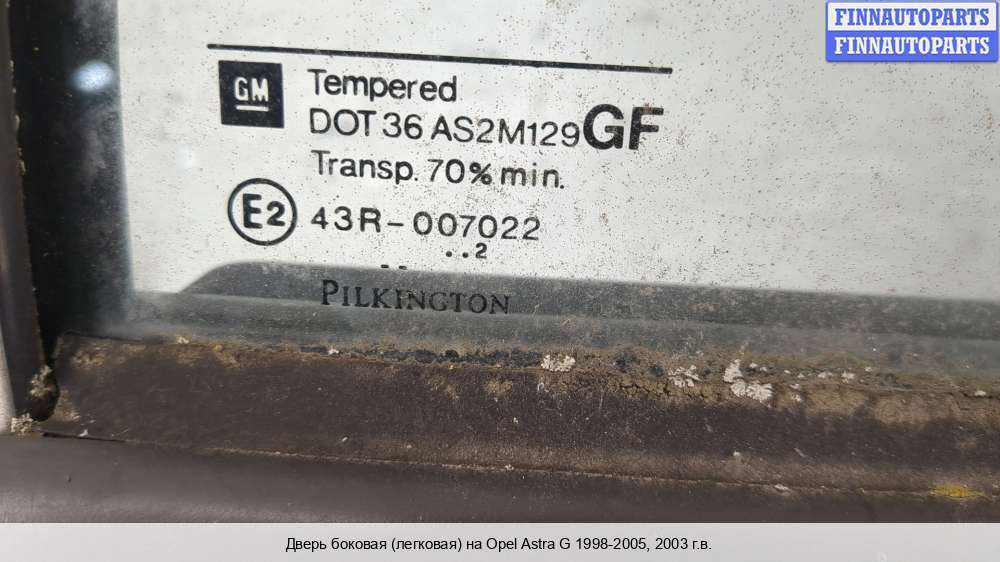 FINNAUTOPARTS
FINNAUTOPARTS
GM
Tempered
DOT 36 AS2M129 GF
Transp. 70% min.
E2 43R-007022
..2
--
PILKINGTON
Дверь боковая (легковая) на Opel Astra G 1998-2005, 2003 г.в.